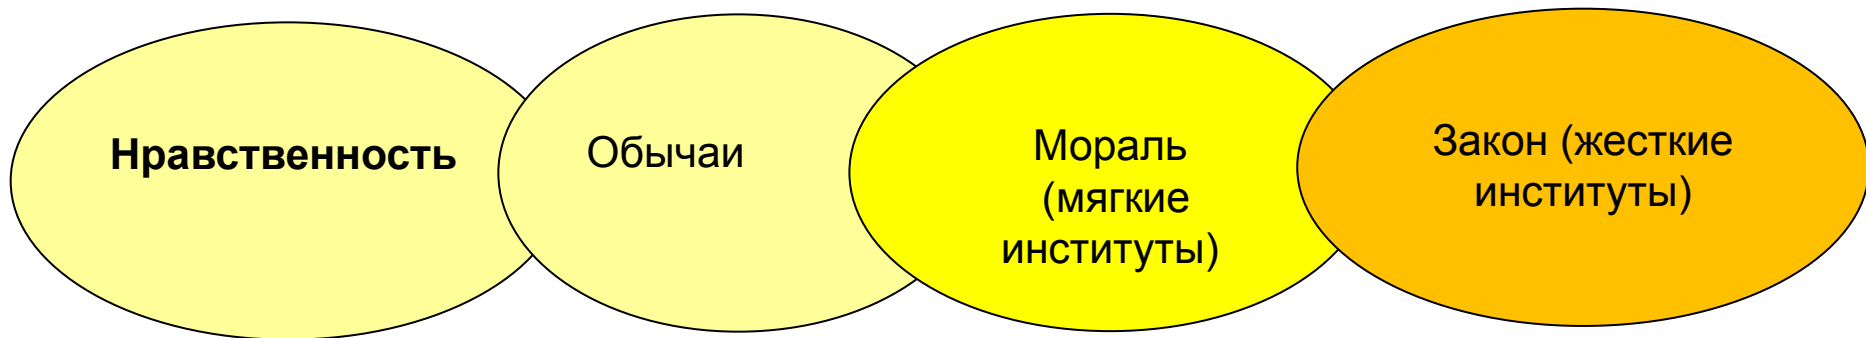 Нравственность
Обычаи
Мораль
(мягкие
институты)
Закон (жесткие
институты)